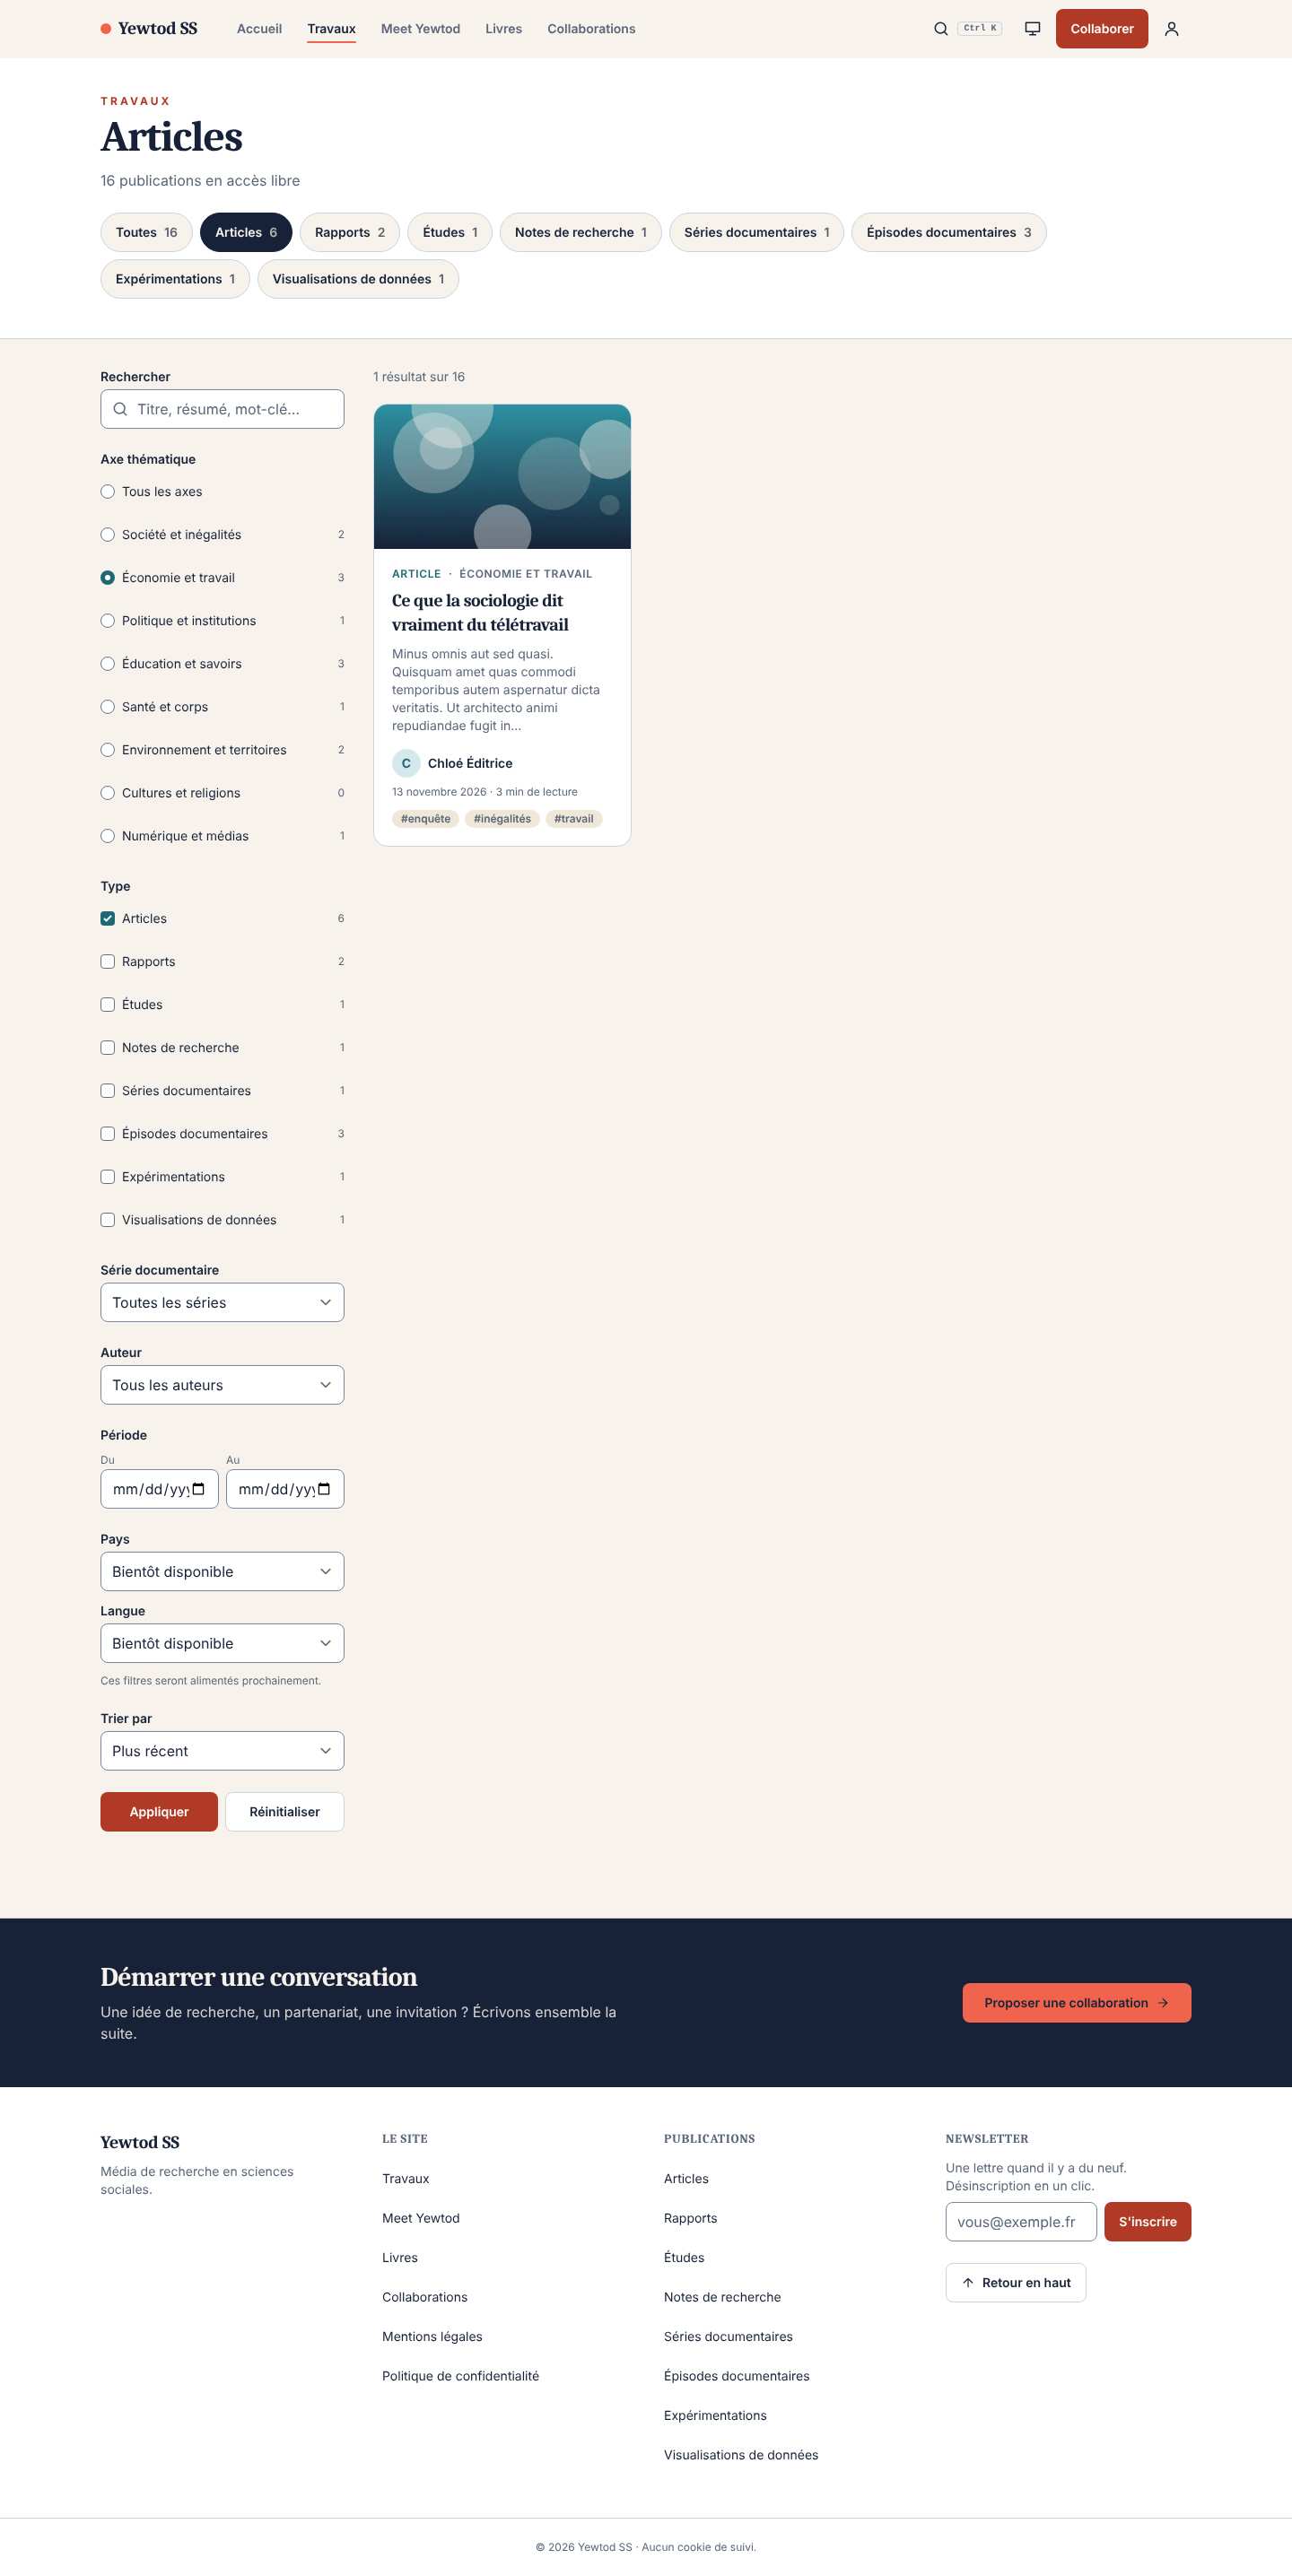 Yewtod SS
Accueil
Travaux
Meet Yewtod
Livres
Collaborations
Ctrl K
Collaborer
TRAVAUX
Articles
16 publications en accès libre
Toutes 16
Articles 6
Rapports 2
Études 1
Notes de recherche 1
Séries documentaires 1
Épisodes documentaires 3
Expérimentations 1
Visualisations de données 1
Rechercher
Titre, résumé, mot-clé…
Axe thématique
Tous les axes
Société et inégalités 2
Économie et travail 3
Politique et institutions 1
Éducation et savoirs 3
Santé et corps 1
Environnement et territoires 2
Cultures et religions 0
Numérique et médias 1
Type
Articles 6
Rapports 2
Études 1
Notes de recherche 1
Séries documentaires 1
Épisodes documentaires 3
Expérimentations 1
Visualisations de données 1
Série documentaire
Toutes les séries
Auteur
Tous les auteurs
Période
Du
Au
mm/dd/yyy
mm/dd/yyy
Pays
Bientôt disponible
Langue
Bientôt disponible
Ces filtres seront alimentés prochainement.
Trier par
Plus récent
Appliquer
Réinitialiser
1 résultat sur 16
ARTICLE · ÉCONOMIE ET TRAVAIL
Ce que la sociologie dit
vraiment du télétravail
Minus omnis aut sed quasi.
Quisquam amet quas commodi
temporibus autem aspernatur dicta
veritatis. Ut architecto animi
repudiandae fugit in…
C
Chloé Éditrice
13 novembre 2026 · 3 min de lecture
#enquête
#inégalités
#travail
Démarrer une conversation
Une idée de recherche, un partenariat, une invitation ? Écrivons ensemble la
suite.
Proposer une collaboration
Yewtod SS
Média de recherche en sciences
sociales.
LE SITE
Travaux
Meet Yewtod
Livres
Collaborations
Mentions légales
Politique de confidentialité
PUBLICATIONS
Articles
Rapports
Études
Notes de recherche
Séries documentaires
Épisodes documentaires
Expérimentations
Visualisations de données
NEWSLETTER
Une lettre quand il y a du neuf.
Désinscription en un clic.
vous@exemple.fr
S'inscrire
Retour en haut
© 2026 Yewtod SS · Aucun cookie de suivi.